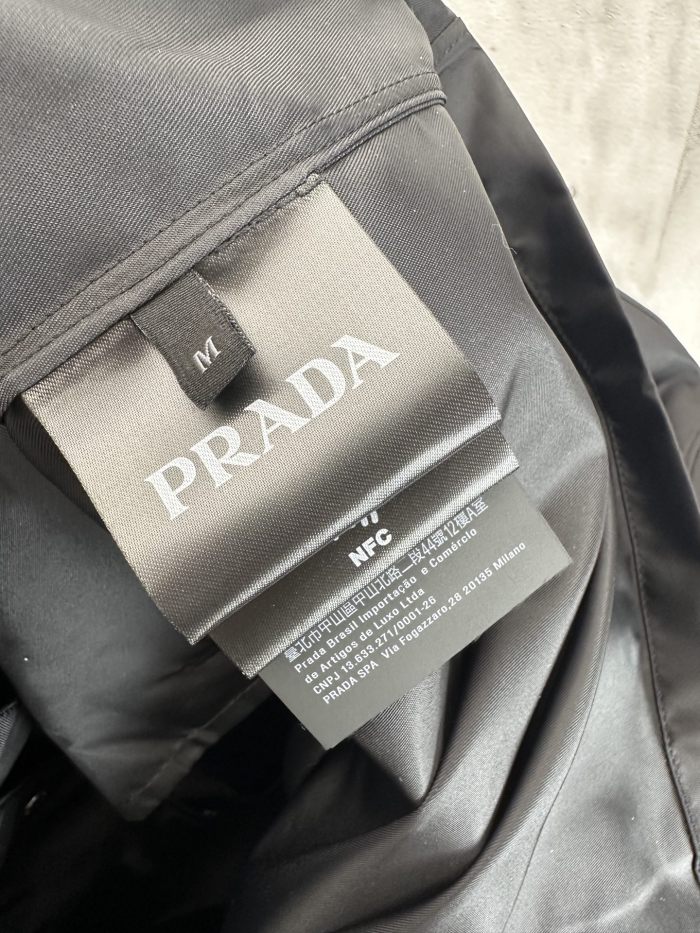 M
PRADA
NFC
臺北市中山區中山北路二段44號12樓A室
Prada Brasil Importação e Comércio
de Artigos de Luxo Ltda
CNPJ 13.633.271/0001-26
PRADA SPA Via Fogazzaro,28 20135 Milano